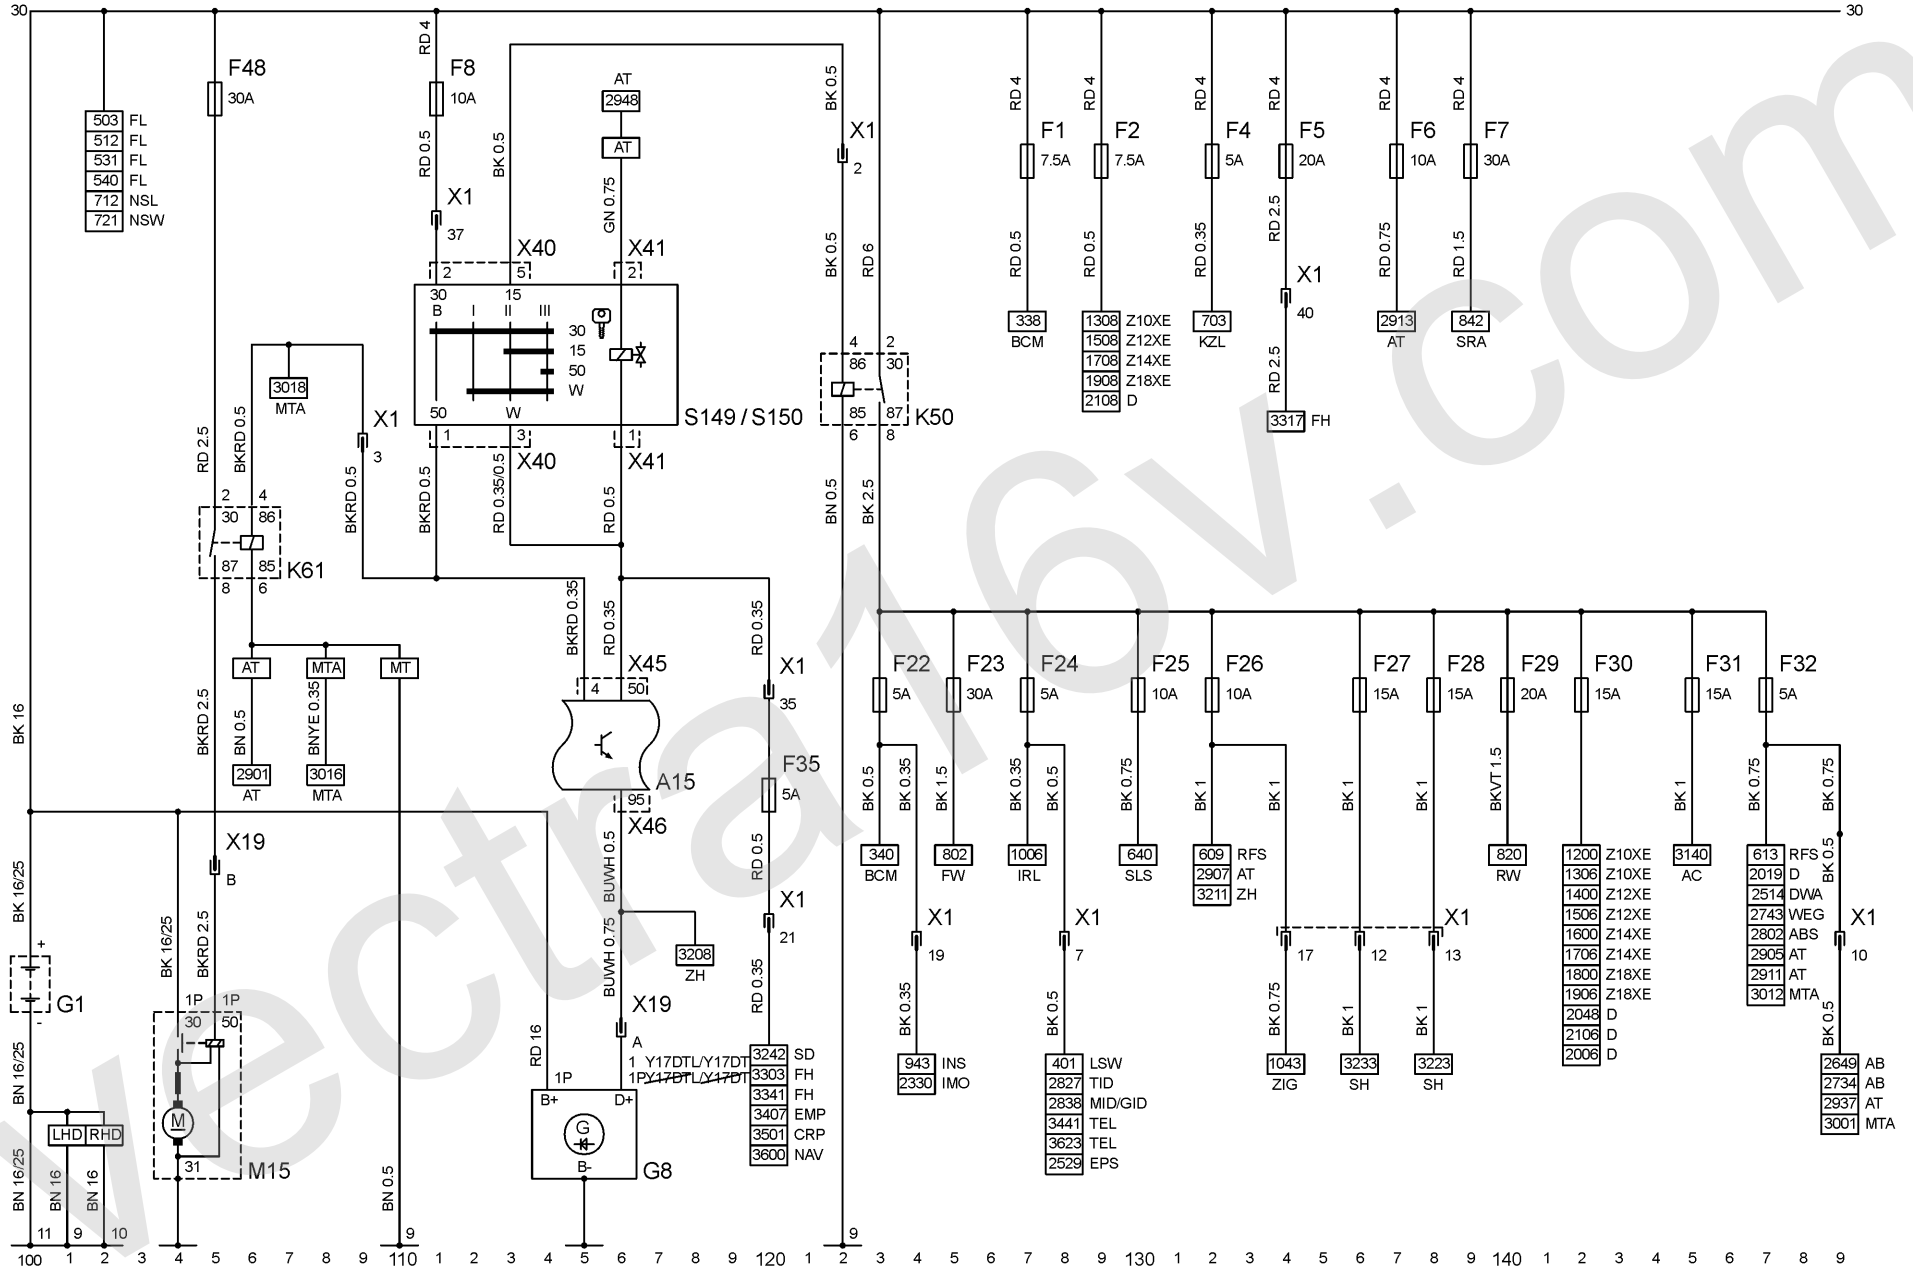 30
30
RD 4
F48
30A
F8
10A
AT
2948
AT
BK 0.5
X1
2
RD 4
F1
7.5A
RD 4
F2
7.5A
RD 4
F4
5A
RD 4
F5
20A
RD 4
F6
10A
RD 4
F7
30A
503 FL
512 FL
531 FL
540 FL
712 NSL
721 NSW
RD 0.5
BK 0.5
GN 0.75
X1
37
X40
X41
2
5
2
BK 0.5
RD 6
RD 0.5
RD 0.5
RD 0.35
RD 2.5
RD 0.75
RD 1.5
X1
40
30
15
B
I
II
III
30
15
50
W
50
W
S149 / S150
1
3
1
X40
X41
338
BCM
1308 Z10XE
1508 Z12XE
1708 Z14XE
1908 Z18XE
2108 D
703
KZL
RD 2.5
3317 FH
2913
AT
842
SRA
4
2
86
30
85
87
K50
6
8
3018
MTA
X1
3
RD 2.5
BKRD 0.5
BKRD 0.5
BKRD 0.5
RD 0.35/0.5
RD 0.5
BN 0.5
BK 2.5
2
4
30
86
87
85
K61
8
6
BKRD 0.35
RD 0.35
RD 0.35
AT
MTA
MT
X45
4
50
X1
35
F22
5A
F23
30A
F24
5A
F25
10A
F26
10A
F27
15A
F28
15A
F29
20A
F30
15A
F31
15A
F32
5A
BK 16
BKRD 2.5
BN 0.5
BNYE 0.35
2901
AT
3016
MTA
A15
95
X46
F35
5A
BK 0.5
BK 0.35
BK 1.5
BK 0.35
BK 0.5
BK 0.75
BK 1
BK 1
BK 1
BK 1
BKVT 1.5
BK 1
BK 0.75
BK 0.75
X19
B
BUWH 0.5
RD 0.5
340
BCM
802
FW
1006
IRL
640
SLS
609 RFS
2907 AT
3211 ZH
820
RW
1200 Z10XE
1306 Z10XE
1400 Z12XE
1506 Z12XE
1600 Z14XE
1706 Z14XE
1800 Z18XE
1906 Z18XE
2048 D
2106 D
2006 D
3140
AC
613 RFS
2019 D
2514 DWA
2743 WEG
2802 ABS
2905 AT
2911 AT
3012 MTA
BK 0.5
BK 16/25
BK 16/25
BKRD 2.5
BUWH 0.75
3208
ZH
X1
21
X1
19
X1
7
17
12
X1
13
X1
10
+
G1
-
1P
1P
30
50
X19
A
RD 0.35
BK 0.35
BK 0.5
BK 0.75
BK 1
BK 1
BK 0.5
BN 16/25
RD 16
1 Y17DTL/Y17DT
1P Y17DTL/Y17DT
1P
B+
D+
G
B-
G8
3242 SD
3303 FH
3341 FH
3407 EMP
3501 CRP
3600 NAV
943 INS
2330 IMO
401 LSW
2827 TID
2838 MID/GID
3441 TEL
3623 TEL
2529 EPS
1043
ZIG
3233
SH
3223
SH
2649 AB
2734 AB
2937 AT
3001 MTA
LHD
RHD
M
31
M15
BN 16/25
BN 16
BN 16
BN 0.5
11
9
10
9
9
100 1 2 3 4 5 6 7 8 9 110 1 2 3 4 5 6 7 8 9 120 1 2 3 4 5 6 7 8 9 130 1 2 3 4 5 6 7 8 9 140 1 2 3 4 5 6 7 8 9
vectra16v.com